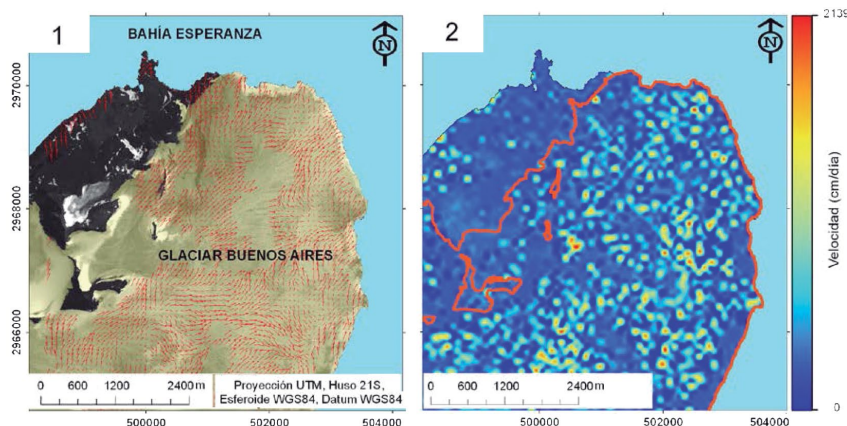 1
BAHÍA ESPERANZA
N
2970000
2968000
2966000
GLACIAR BUENOS AIRES
0 600 1200 2400 m
Proyección UTM, Huso 21S,
Esferoide WGS84, Datum WGS84
500000 502000 504000
2
N
0 600 1200 2400 m
500000 502000 504000
2139
Velocidad (cm/dia)
0